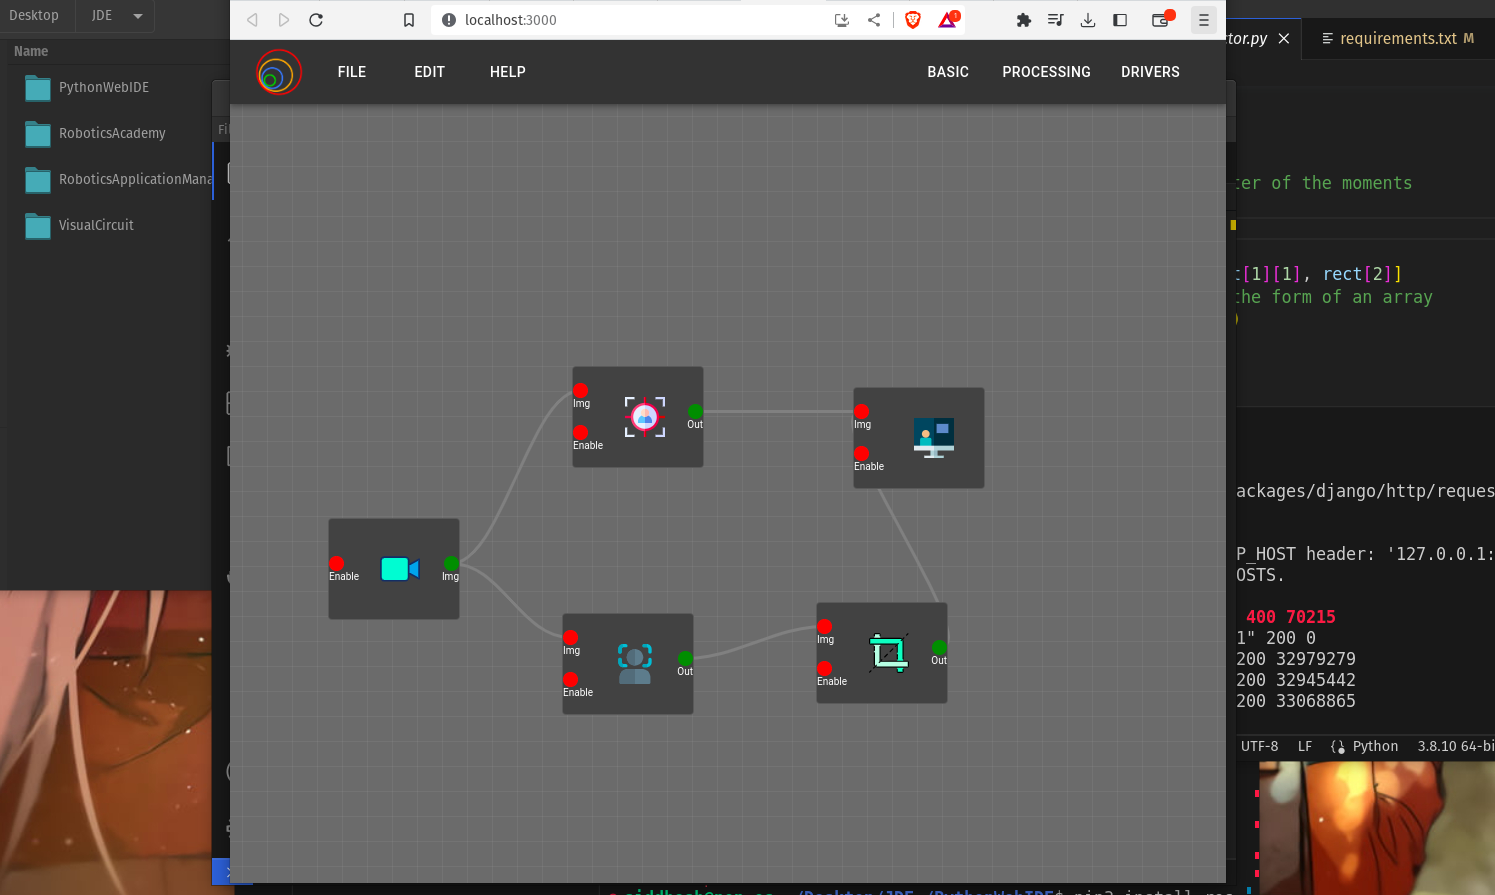 Desktop
JDE
Name
PythonWebIDE
RoboticsAcademy
RoboticsApplicationMana
VisualCircuit
localhost:3000
1
FILE
EDIT
HELP
BASIC
PROCESSING
DRIVERS
Img
Enable
Out
Img
Enable
Enable
Img
Img
Enable
Out
Img
Enable
Out
ctor.py
requirements.txt M
ter of the moments
t[1][1], rect[2]]
the form of an array
)
ackages/django/http/reques
P_HOST header: '127.0.0.1:
OSTS.
400 70215
1" 200 0
200 32979279
200 32945442
200 33068865
UTF-8
LF
Python
3.8.10 64-bi